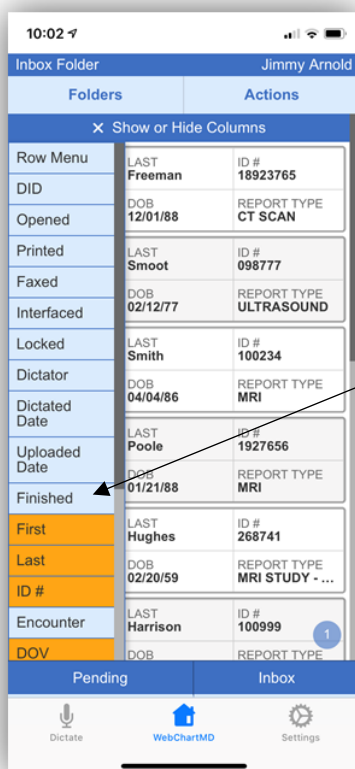 10:02
Inbox Folder Jimmy Arnold
Folders Actions
× Show or Hide Columns
Row Menu
DID
Opened
Printed
Faxed
Interfaced
Locked
Dictator
Dictated
Date
Uploaded
Date
Finished
First
Last
ID #
Encounter
DOV
LAST ID #
Freeman 18923765
DOB REPORT TYPE
12/01/88 CT SCAN
LAST ID #
Smoot 098777
DOB REPORT TYPE
02/12/77 ULTRASOUND
LAST ID #
Smith 100234
DOB REPORT TYPE
04/04/86 MRI
LAST ID #
Poole 1927656
DOB REPORT TYPE
01/21/88 MRI
LAST ID #
Hughes 268741
DOB REPORT TYPE
02/20/59 MRI STUDY - ...
LAST ID #
Harrison 100999
1
DOB REPORT TYPE
Pending Inbox
Dictate WebChartMD Settings